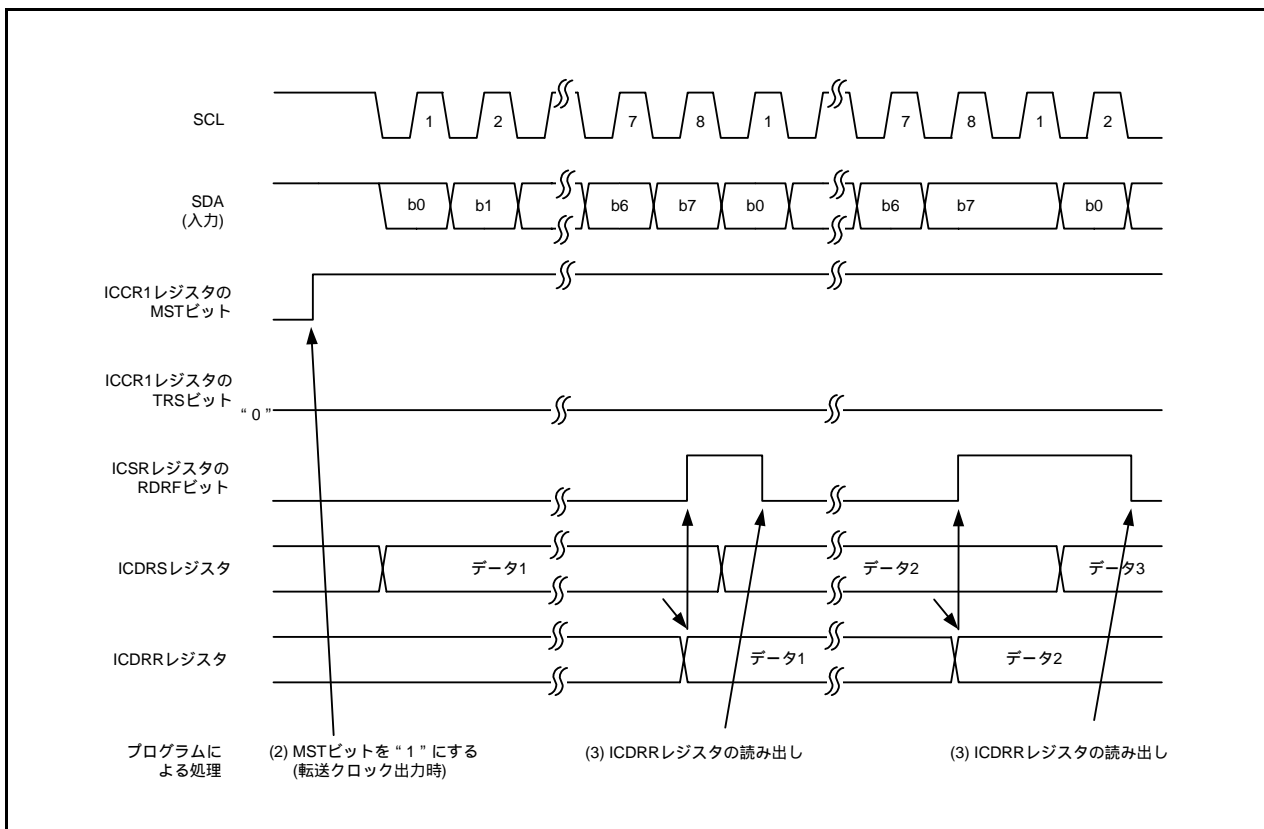 SCL
1 2 7 8 1 7 8 1 2
SDA
(入力)
b0 b1 b6 b7 b0 b6 b7 b0
ICCR1レジスタの
MSTビット
ICCR1レジスタの
TRSビット
“ 0 ”
ICSRレジスタの
RDRFビット
ICDRSレジスタ
データ1 データ2 データ3
ICDRRレジスタ
データ1 データ2
プログラムに
よる処理
(2) MSTビットを “ 1 ” にする
(転送クロック出力時)
(3) ICDRRレジスタの読み出し
(3) ICDRRレジスタの読み出し